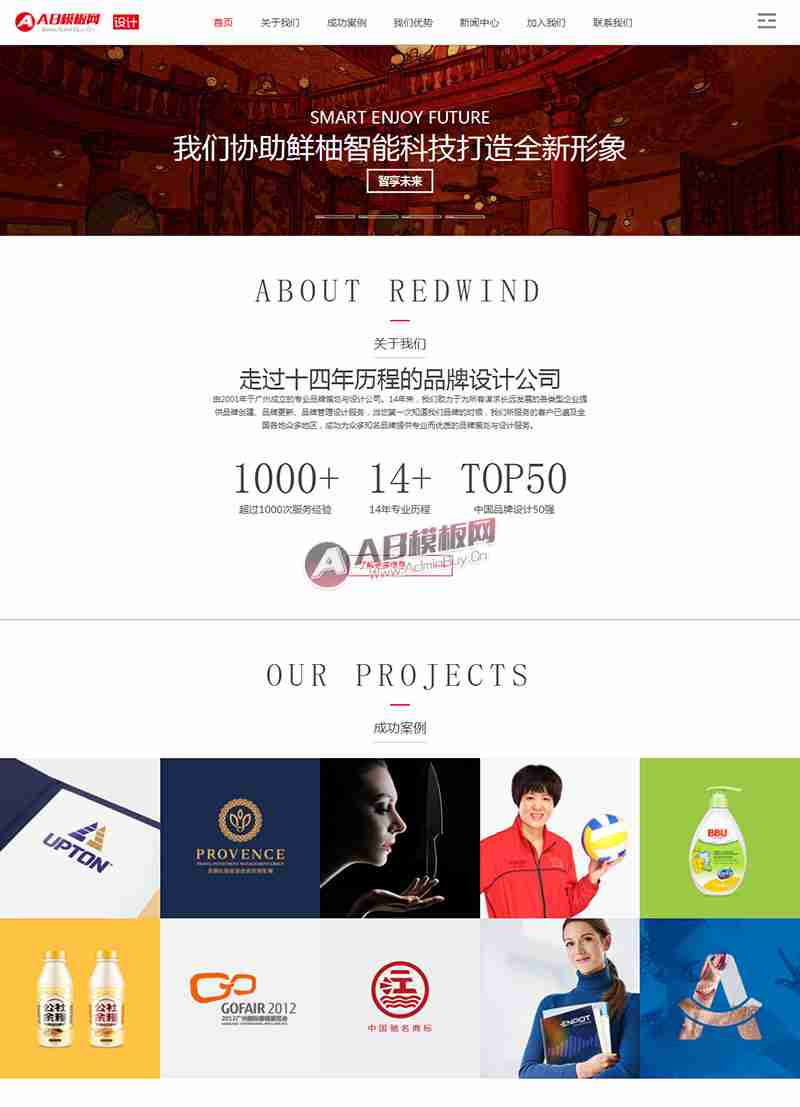 AB模板网 设计
首页 关于我们 成功案例 我们优势 新闻中心 加入我们 联系我们
SMART ENJOY FUTURE
我们协助鲜柚智能科技打造全新形象
智享未来
ABOUT REDWIND
关于我们
走过十四年历程的品牌设计公司
由2001年于广州成立的专业品牌策划与设计公司。14年来，我们致力于为所有谋求长远发展的各类型企业提
供品牌创建、品牌更新、品牌管理设计服务，当您第一次知道我们品牌的时候，我们所服务的客户已遍及全
国各地众多地区，成功为众多知名品牌提供专业而优质的品牌策划与设计服务。
1000+ 14+ TOP50
超过1000次服务经验 14年专业历程 中国品牌设计50强
AB模板网
www.AdminBuy.Cn
OUR PROJECTS
成功案例
UPTON
PROVENCE
BBU
GOFAIR 2012
中国驰名商标